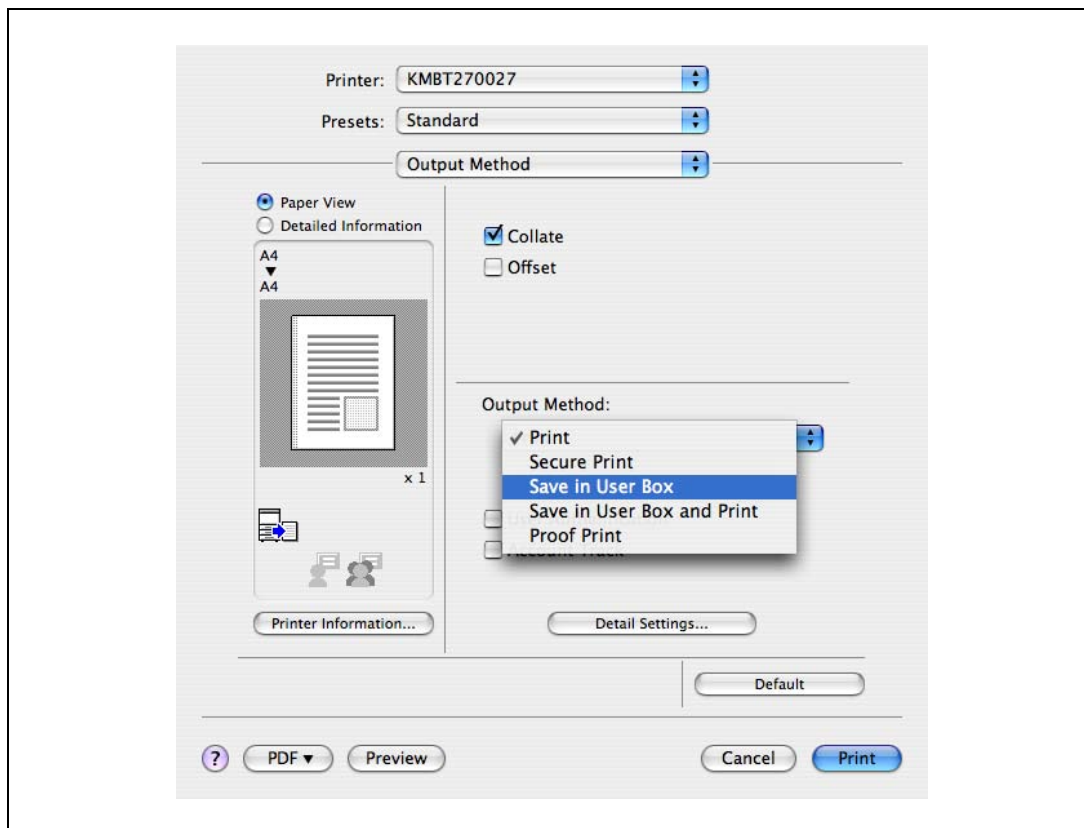 Printer: KMBT270027
Presets: Standard
Output Method
Paper View
Detailed Information
A4
A4
x 1
Printer Information...
Collate
Offset
Output Method:
✓ Print
Secure Print
Save in User Box
Save in User Box and Print
Proof Print
Account Track
Detail Settings...
Default
? PDF ▼ Preview Cancel Print